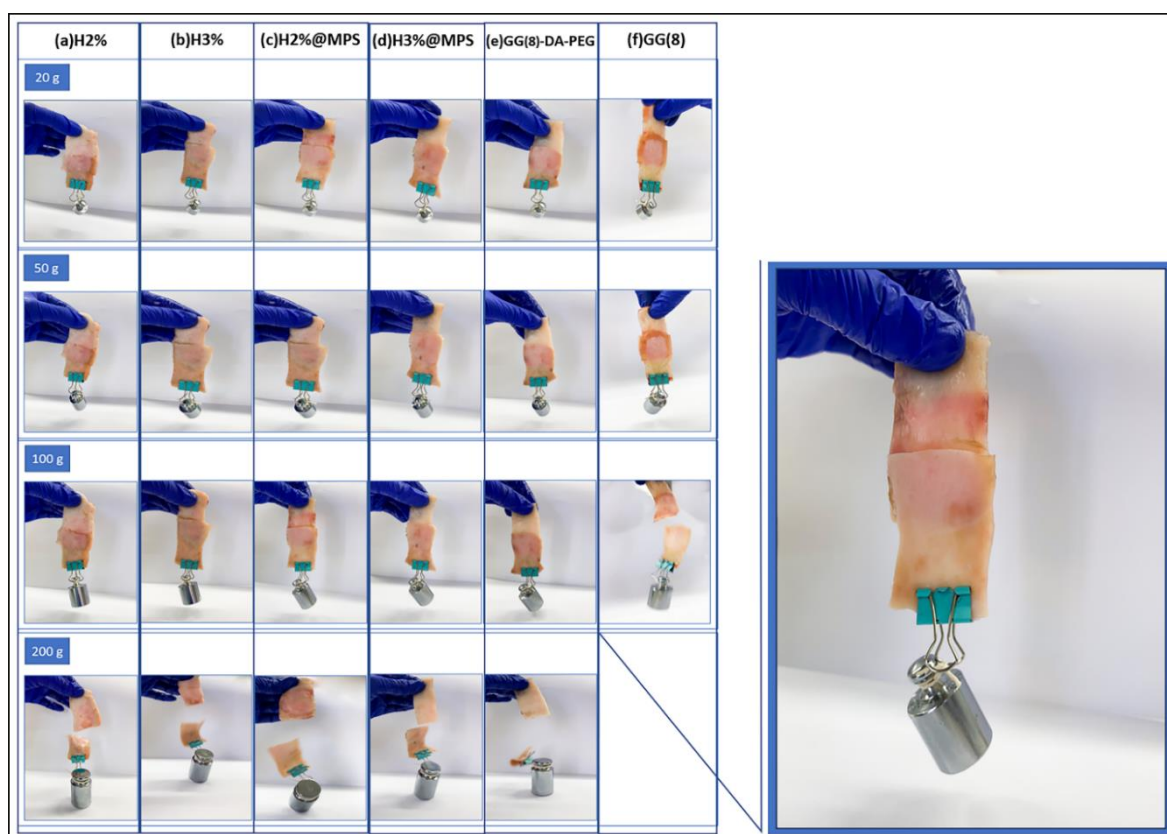 (a)H2% (b)H3% (c)H2%@MPS (d)H3%@MPS (e)GG(8)-DA-PEG (f)GG(8)
20 g
50 g
100 g
200 g